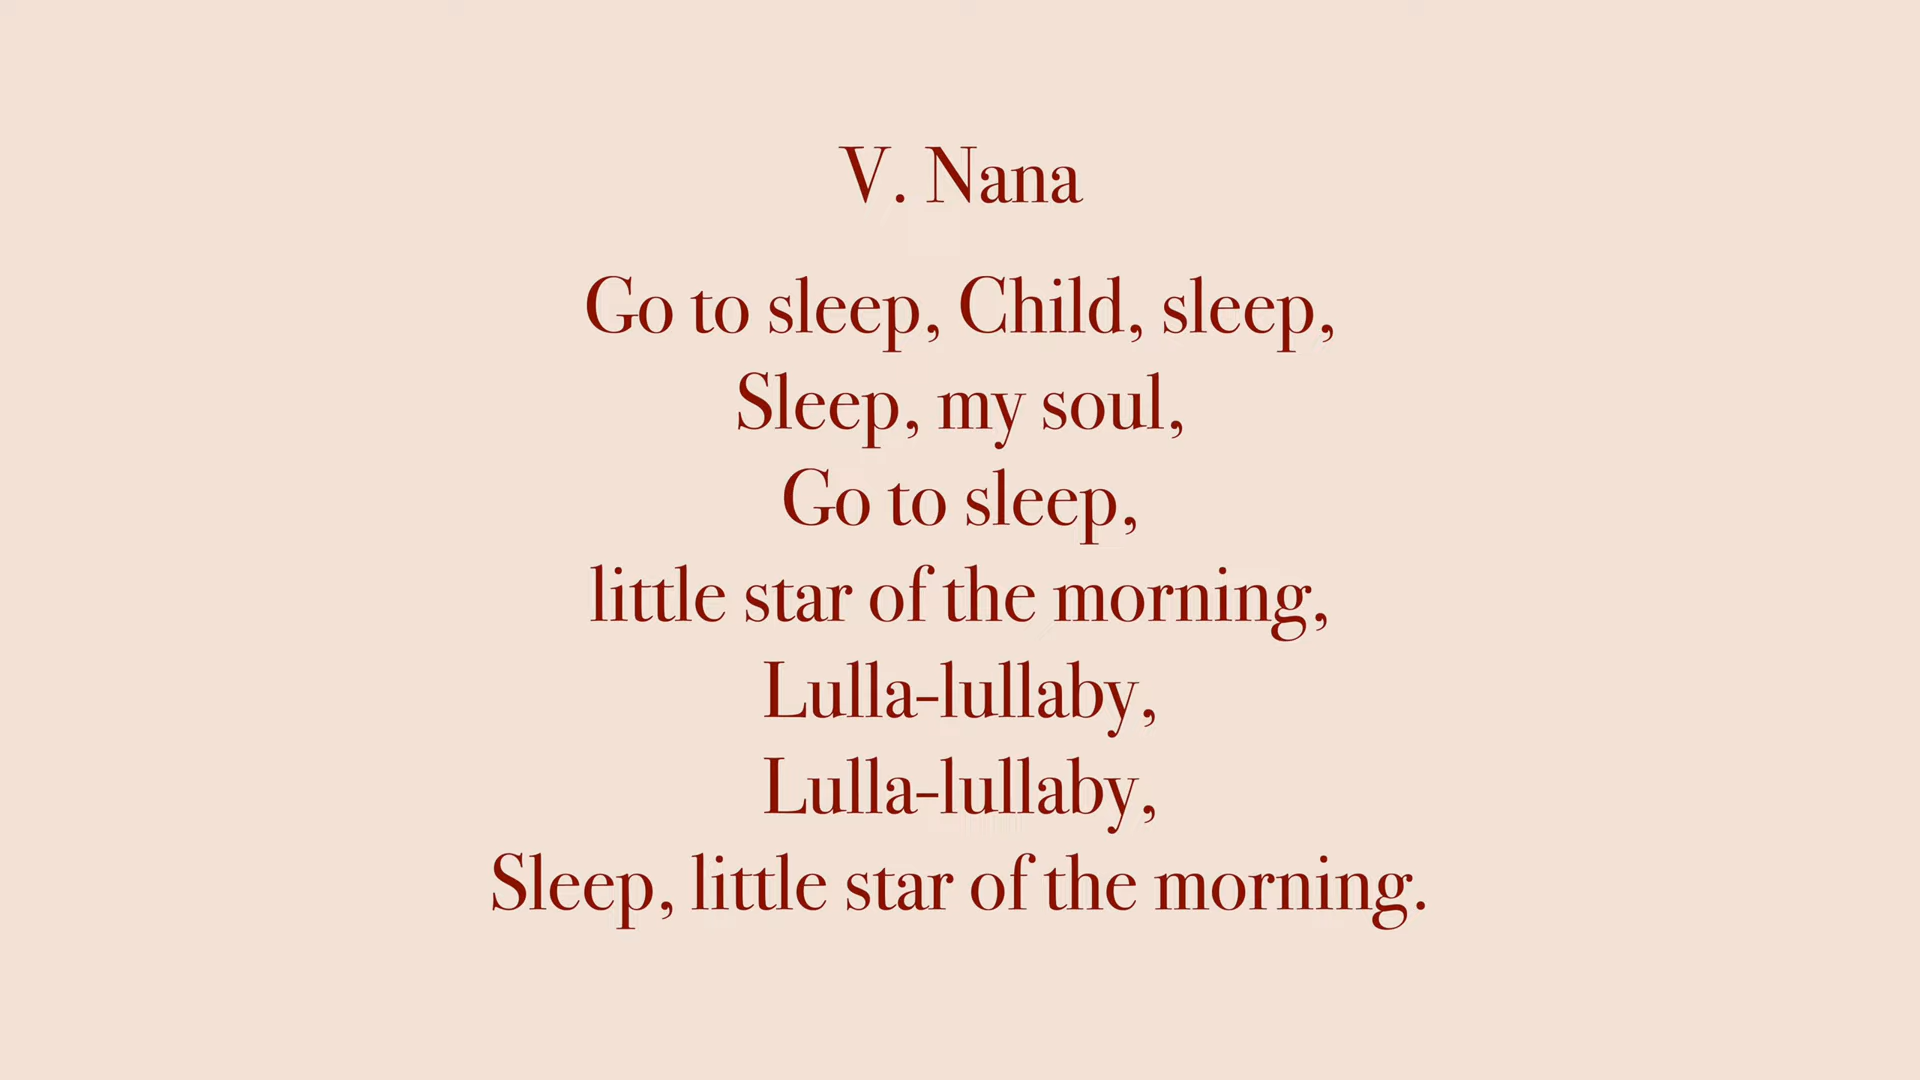 V. Nana
Go to sleep, Child, sleep,
Sleep, my soul,
Go to sleep,
little star of the morning,
Lulla-lullaby,
Lulla-lullaby,
Sleep, little star of the morning.